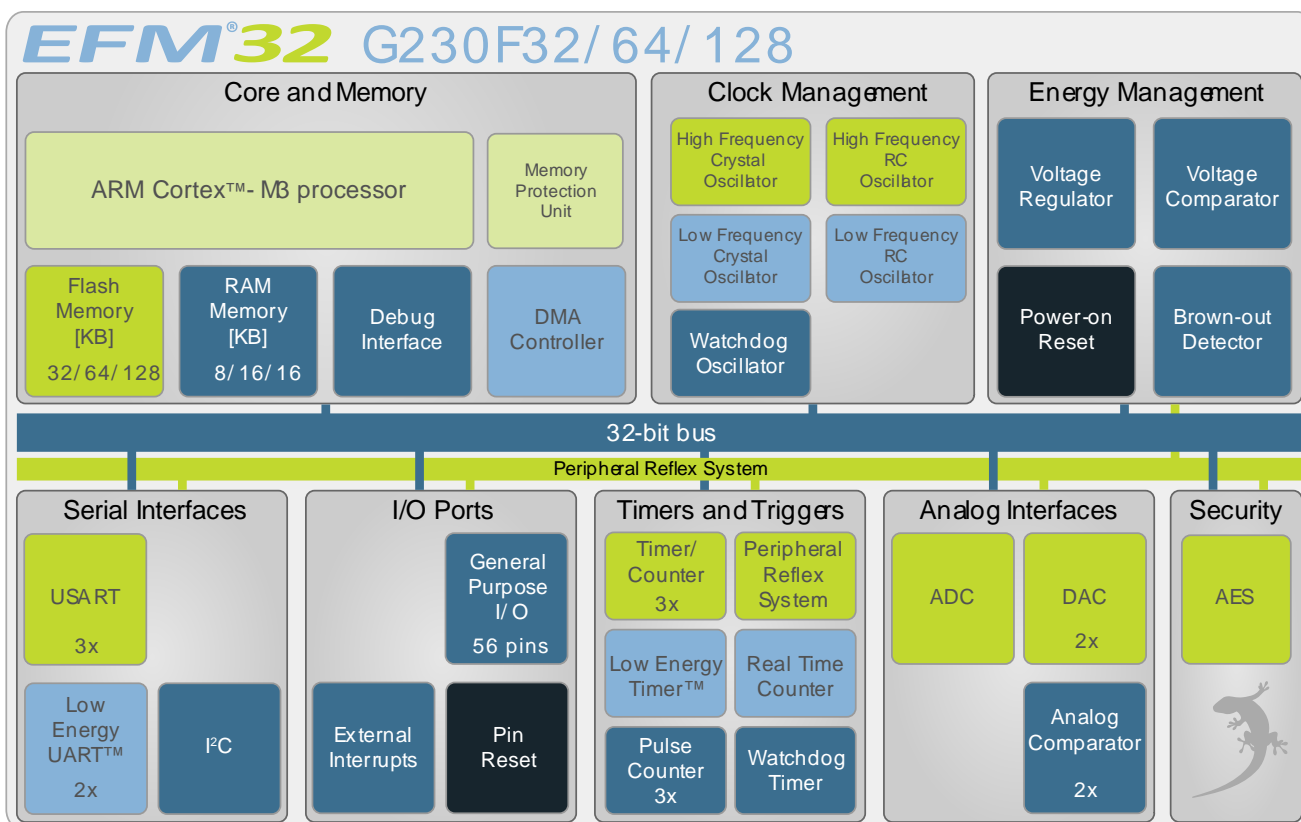 EFM®32 G230F32/64/128
Core and Memory
ARM Cortex™-M3 processor
Memory
Protection
Unit
Flash
Memory
[KB]
32/64/128
RAM
Memory
[KB]
8/16/16
Debug
Interface
DMA
Controller
Clock Management
High Frequency
Crystal
Oscillator
High Frequency
RC
Oscillator
Low Frequency
Crystal
Oscillator
Low Frequency
RC
Oscillator
Watchdog
Oscillator
Energy Management
Voltage
Regulator
Voltage
Comparator
Power-on
Reset
Brown-out
Detector
32-bit bus
Peripheral Reflex System
Serial Interfaces
USART
3x
Low
Energy
UART™
2x
I²C
I/O Ports
General
Purpose
I/O
56 pins
External
Interrupts
Pin
Reset
Timers and Triggers
Timer/
Counter
3x
Peripheral
Reflex
System
Low Energy
Timer™
Real Time
Counter
Pulse
Counter
3x
Watchdog
Timer
Analog Interfaces
ADC
DAC
2x
Analog
Comparator
2x
Security
AES